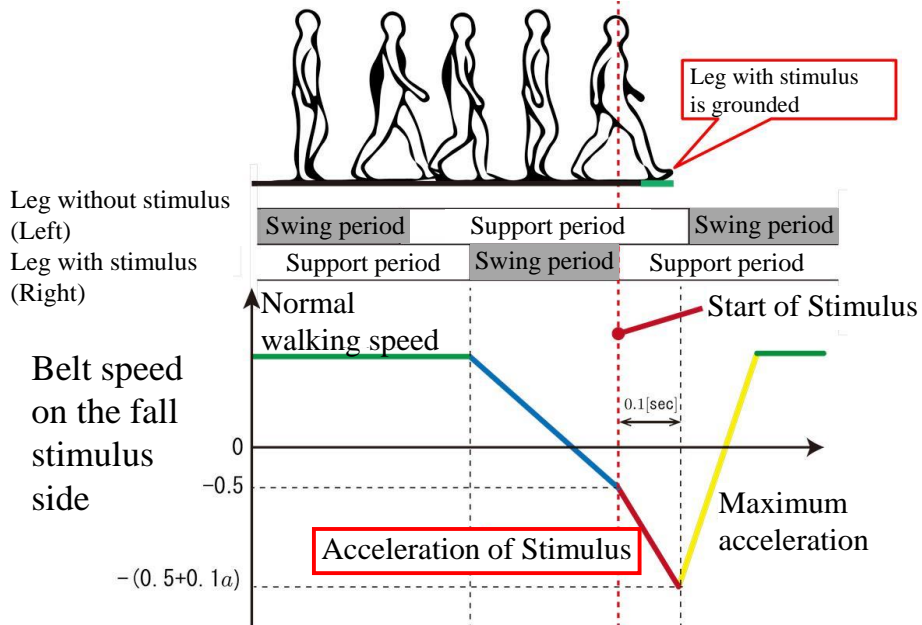 Leg with stimulus
is grounded
Leg without stimulus
(Left)
Swing period
Support period
Swing period
Leg with stimulus
(Right)
Support period
Swing period
Support period
Normal
walking speed
Start of Stimulus
Belt speed
on the fall
stimulus
side
0.1[sec]
0
-0.5
Maximum
acceleration
Acceleration of Stimulus
-(0.5+0.1a)